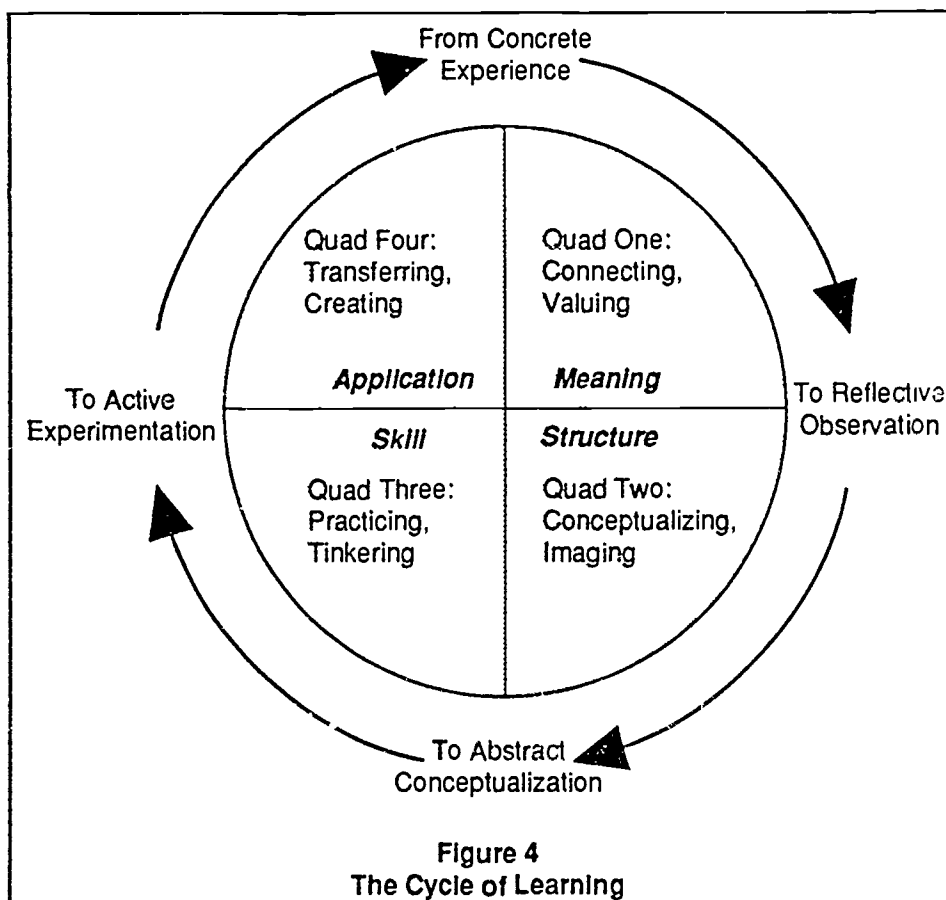 From Concrete
Experience
Quad Four:
Transferring,
Creating
Quad One:
Connecting,
Valuing
Application
Meaning
To Active
Experimentation
To Reflective
Observation
Skill
Structure
Quad Three:
Practicing,
Tinkering
Quad Two:
Conceptualizing,
Imaging
To Abstract
Conceptualization
Figure 4
The Cycle of Learning